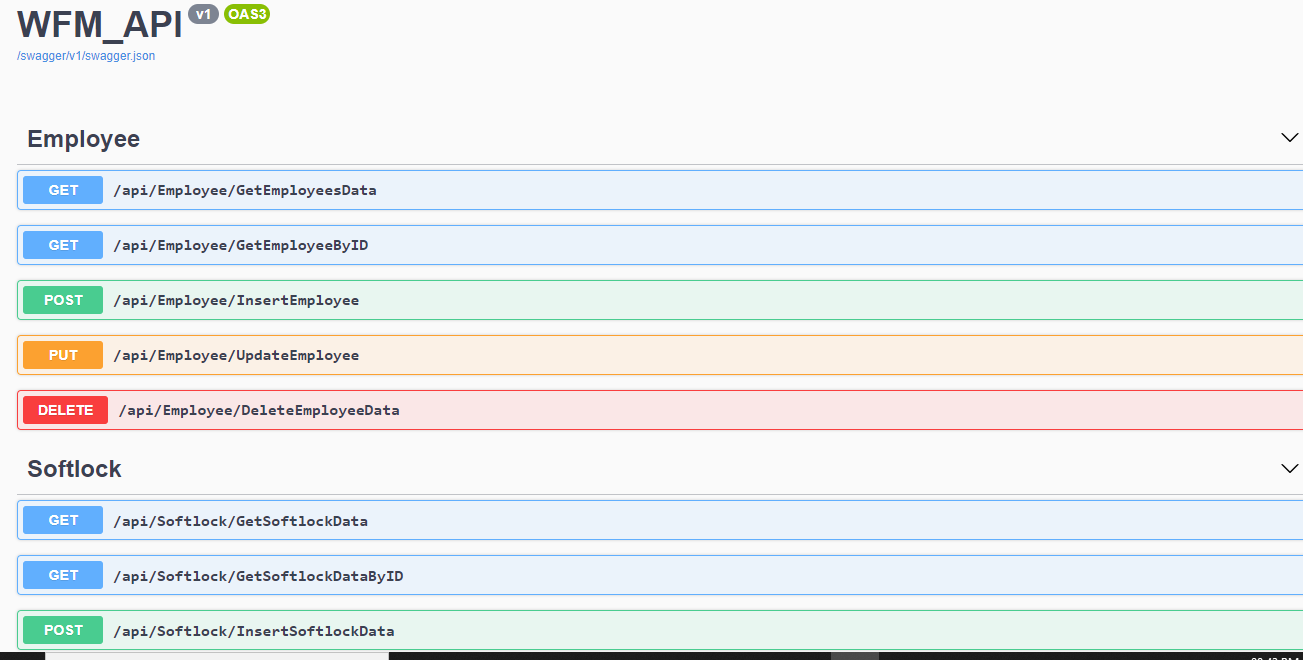 WFM_API v1 OAS3
/swagger/v1/swagger.json
Employee
GET /api/Employee/GetEmployeesData
GET /api/Employee/GetEmployeeByID
POST /api/Employee/InsertEmployee
PUT /api/Employee/UpdateEmployee
DELETE /api/Employee/DeleteEmployeeData
Softlock
GET /api/Softlock/GetSoftlockData
GET /api/Softlock/GetSoftlockDataByID
POST /api/Softlock/InsertSoftlockData